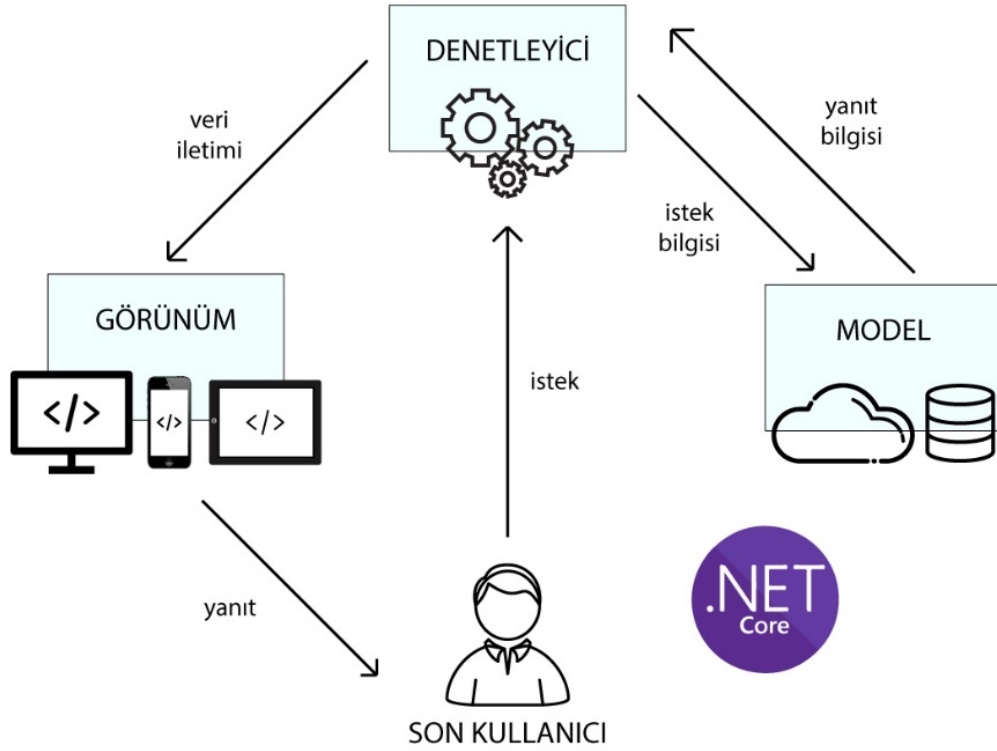 DENETLEYİCİ
veri
iletimi
yanıt
bilgisi
istek
bilgisi
GÖRÜNÜM
</>
</>
</>
MODEL
istek
yanıt
.NET
Core
SON KULLANICI